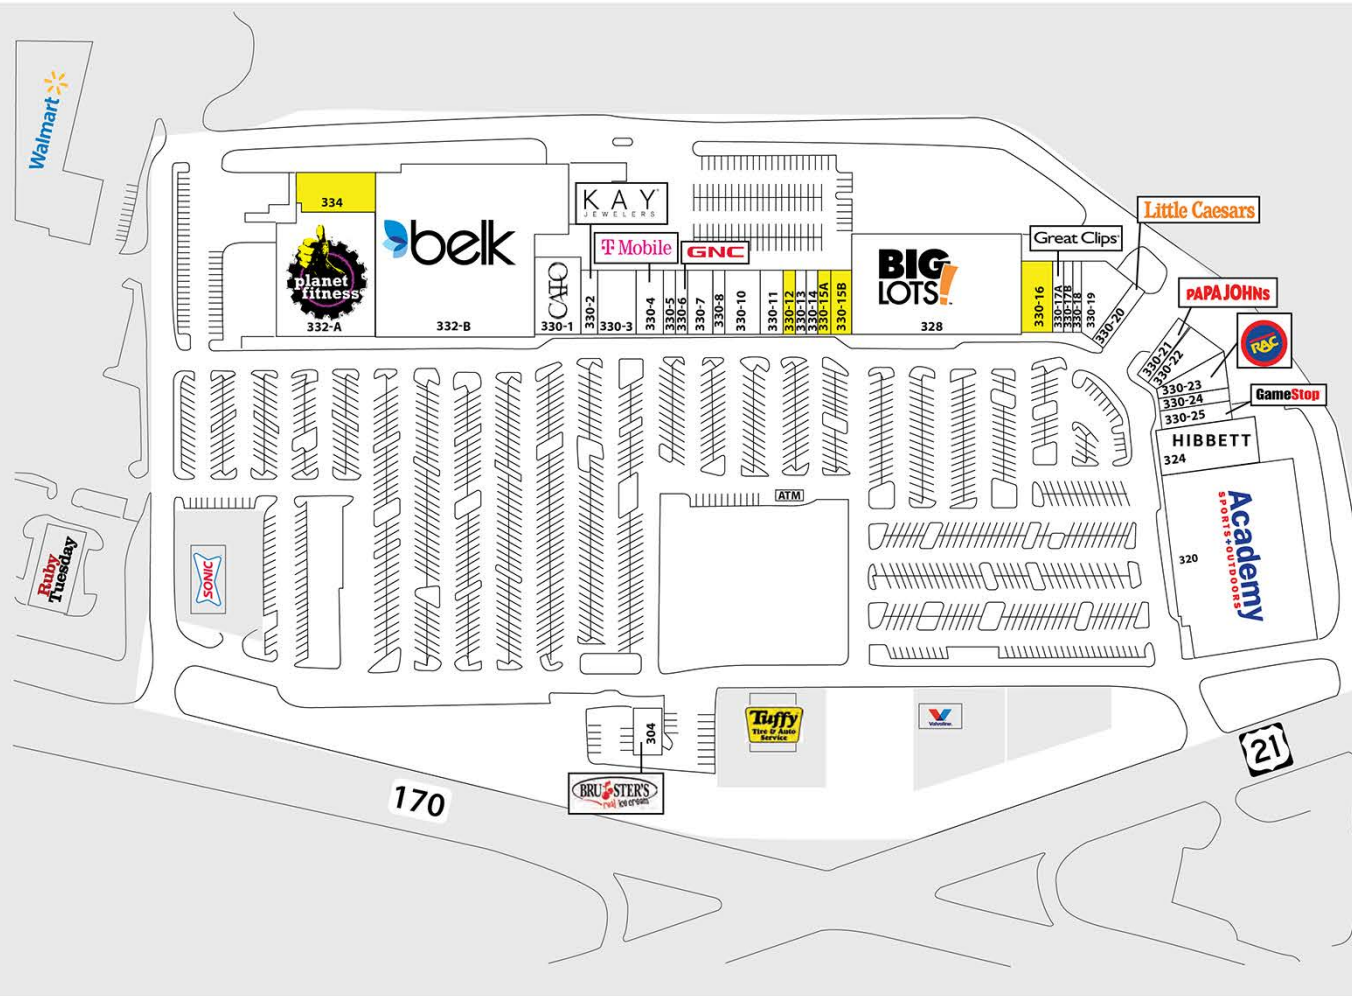 Walmart
334
planet
fitness
332-A
belk
332-B
CATO
330-1
KAY
JEWELERS
330-2
330-3
T Mobile
330-4
330-5
GNC
330-6
330-7
330-8
330-10
330-11
330-12
330-13
330-14
330-15A
330-15B
BIG
LOTS!
328
330-16
Great Clips
330-17A
330-17B
330-18
330-19
Little Caesars
330-20
PAPA JOHNS
330-21
330-22
RAC
330-23
330-24
GameStop
330-25
HIBBETT
324
Academy
SPORTS+OUTDOORS
320
ATM
Ruby
Tuesday
SONIC
304
BRUSTER'S
real ice cream
Tuffy
Tire & Auto
Service
Valvoline
170
21